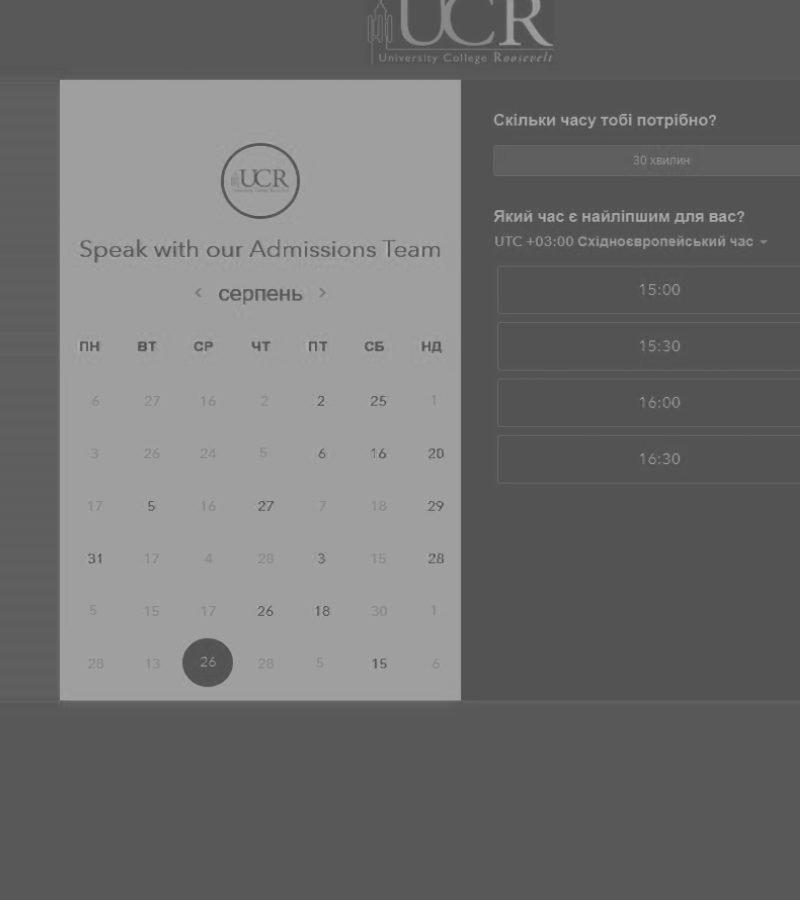 UCR
University College Roosevelt
UCR
Speak with our Admissions Team
серпень
ПН ВТ СР ЧТ ПТ СБ НД
6 27 16 2 2 25 1
3 26 24 5 6 16 20
17 5 16 27 7 18 29
31 17 4 28 3 15 28
5 15 17 26 18 30 1
28 13 26 28 5 15 6
Скільки часу тобі потрібно?
30 хвилин
Який час є найліпшим для вас?
UTC +03:00 Східноєвропейський час
15:00
15:30
16:00
16:30